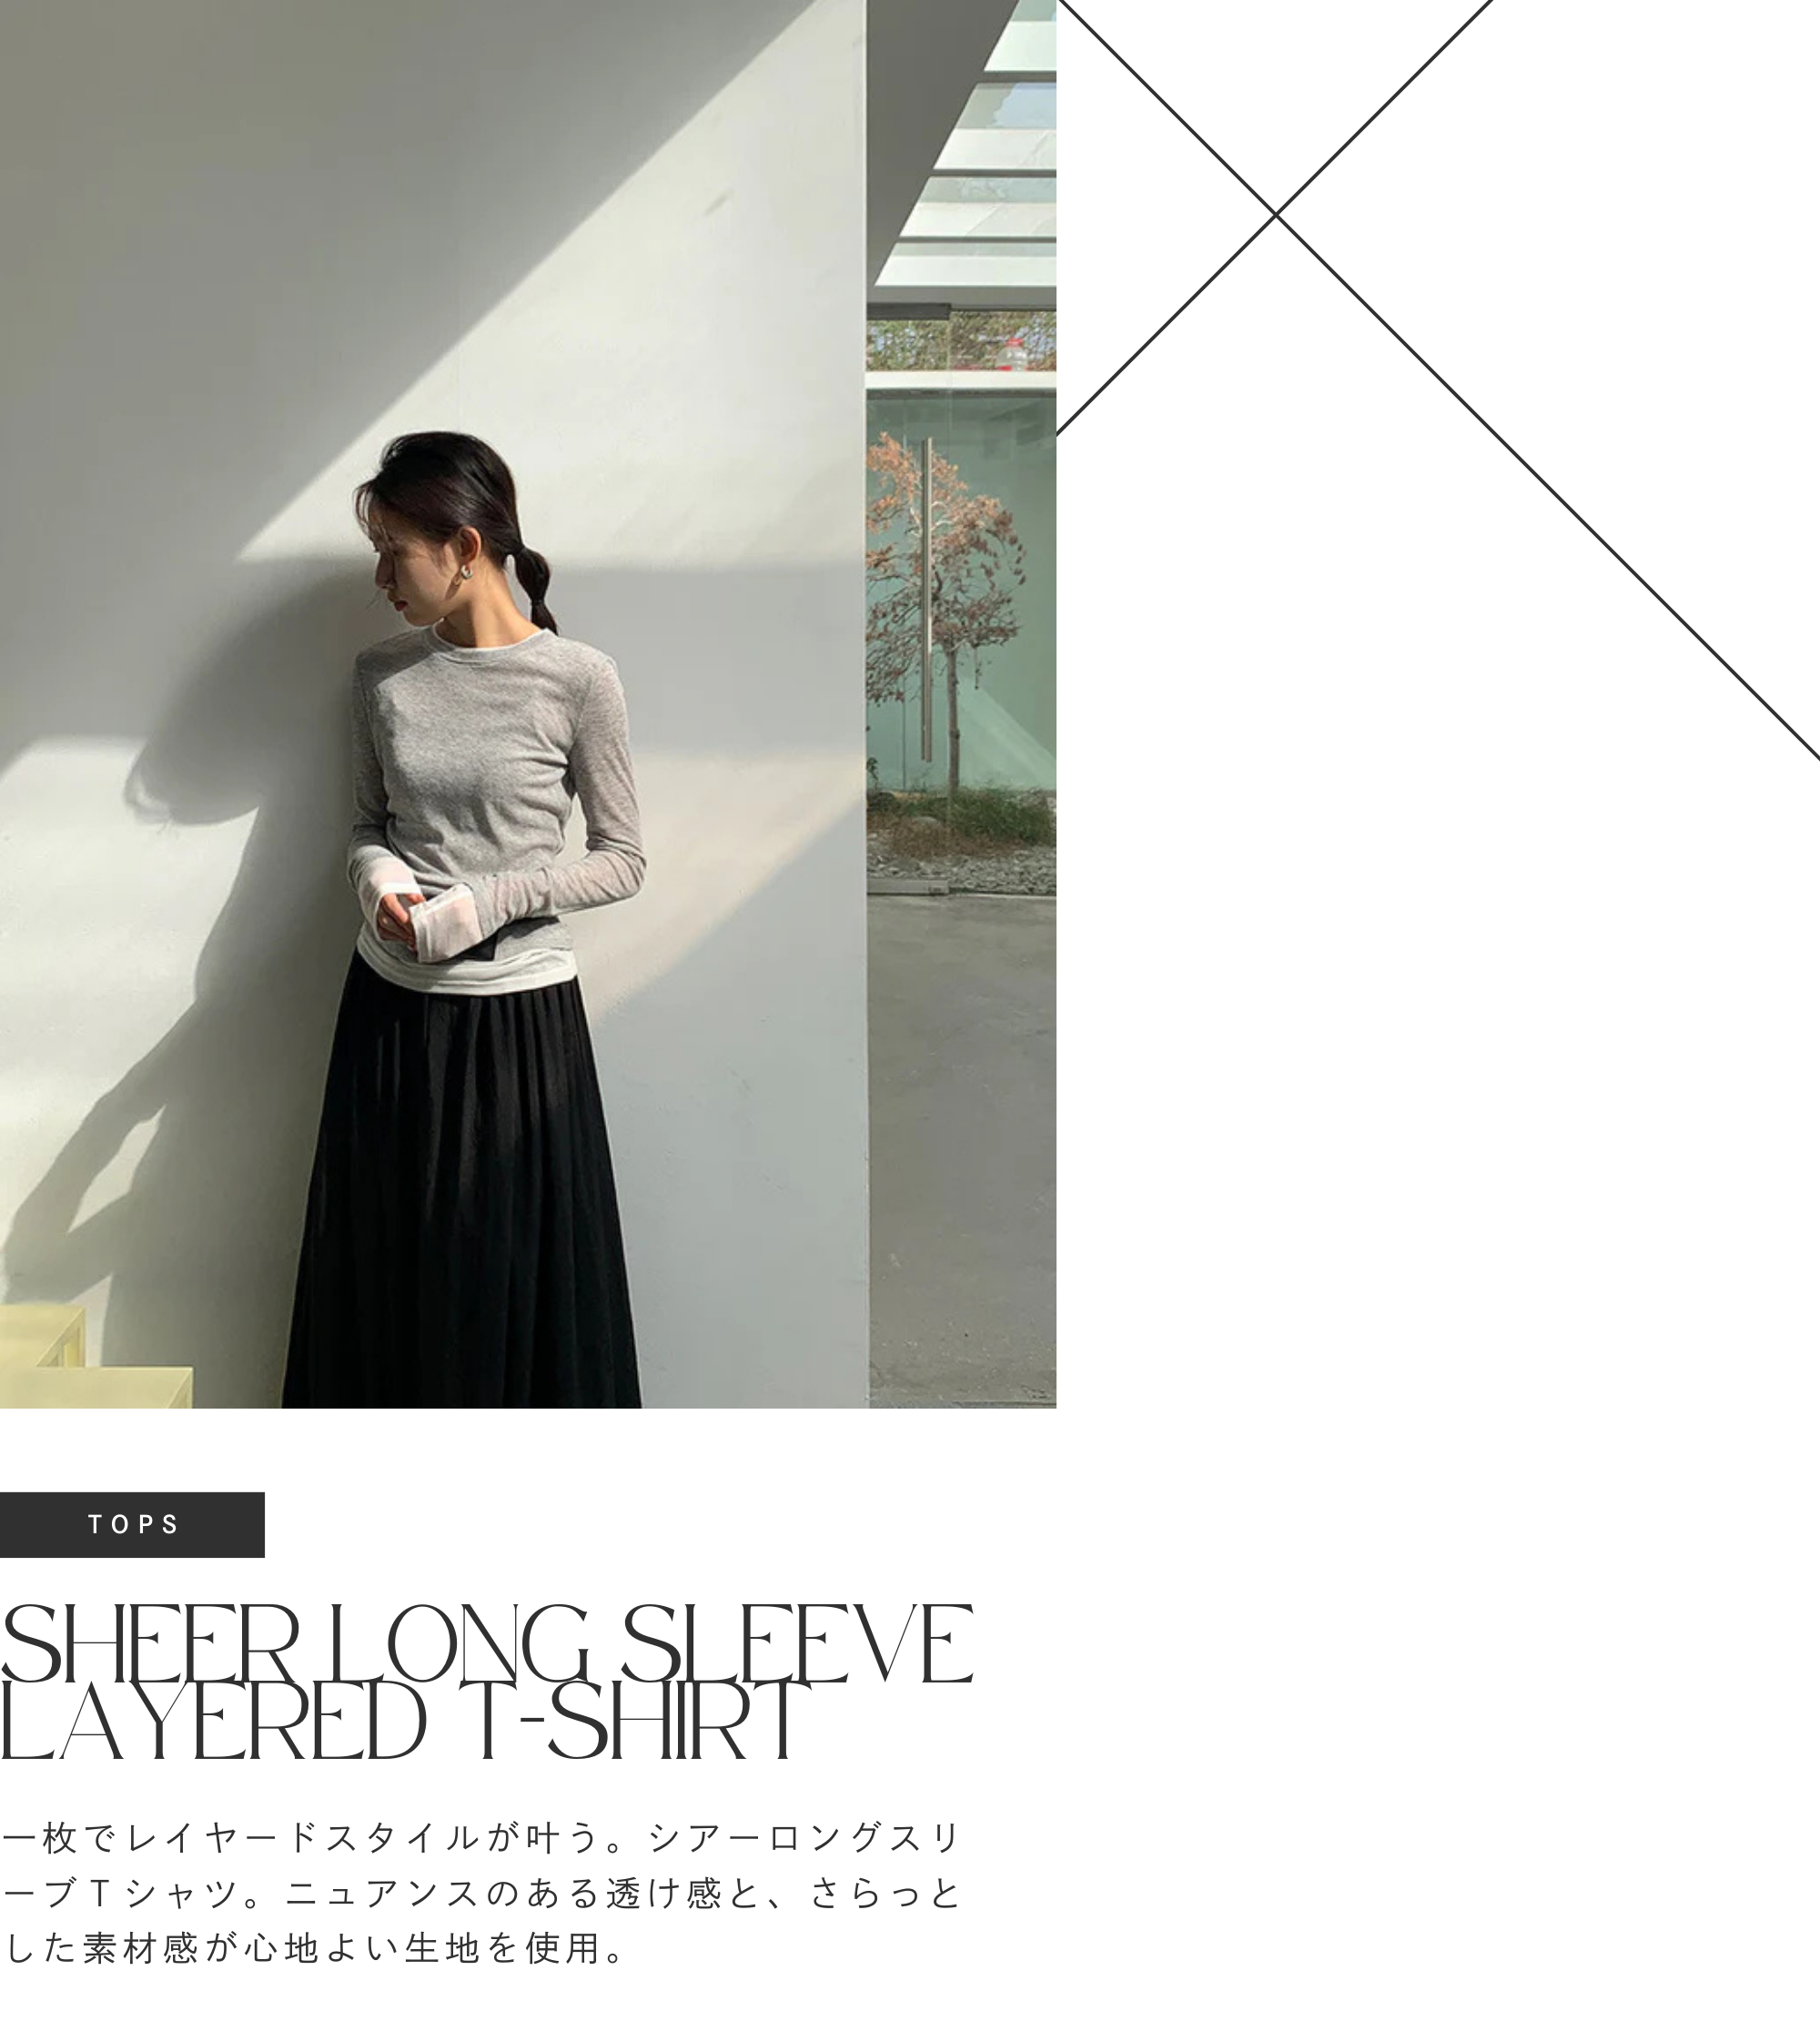 TOPS
SHEER LONG SLEEVE
LAYERED T-SHIRT
一枚でレイヤードスタイルが叶う。シアーロングスリ
ーブTシャツ。ニュアンスのある透け感と、さらっと
した素材感が心地よい生地を使用。